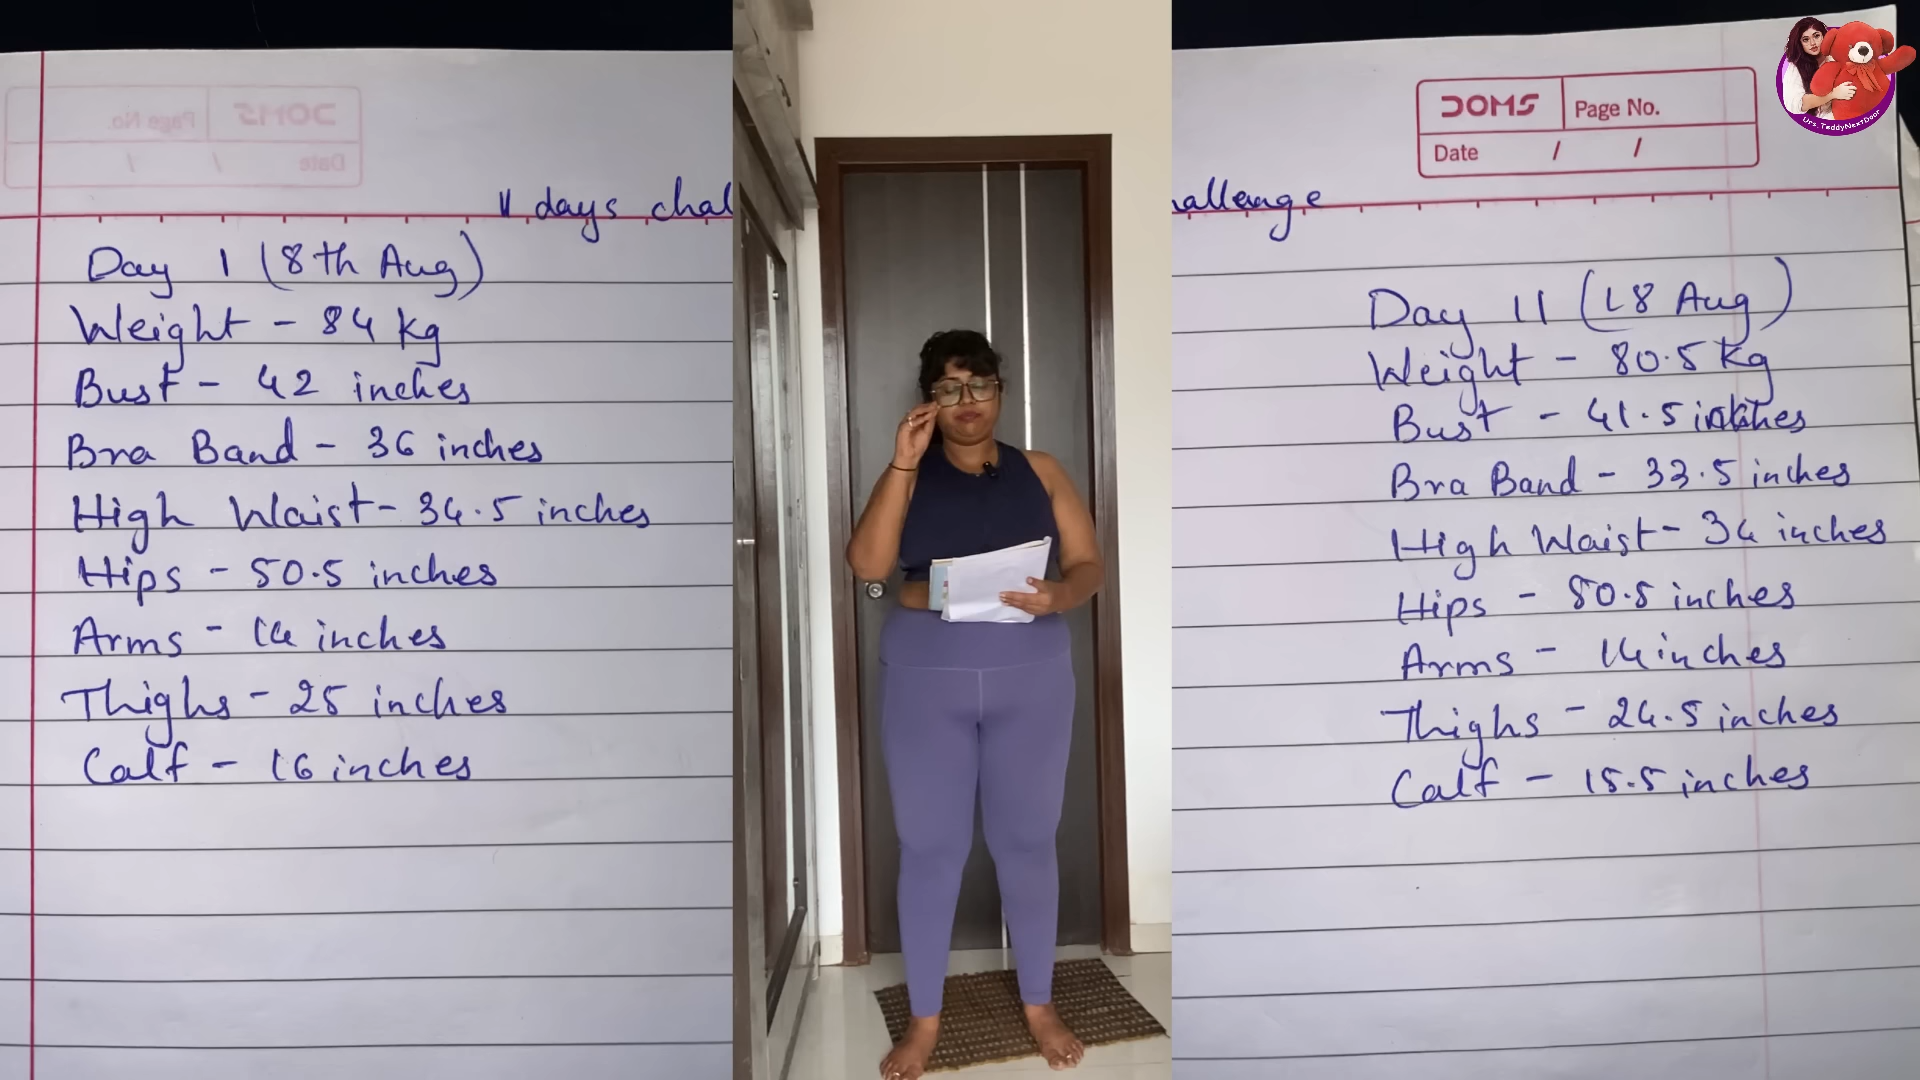 DOMS
Page No.
Date / /
11 days chal
Day 1 (8th Aug)
Weight - 84 kg
Bust - 42 inches
Bra Band - 36 inches
High Waist - 34.5 inches
Hips - 50.5 inches
Arms - 14 inches
Thighs - 25 inches
Calf - 16 inches
DOMS
Page No.
Date / /
allenge
Day 11 (18 Aug)
Weight - 80.5 Kg
Bust - 41.5 inches
Bra Band - 33.5 inches
High Waist - 34 inches
Hips - 50.5 inches
Arms - 14 inches
Thighs - 24.5 inches
Calf - 15.5 inches
Urs. TeddyNextDoor